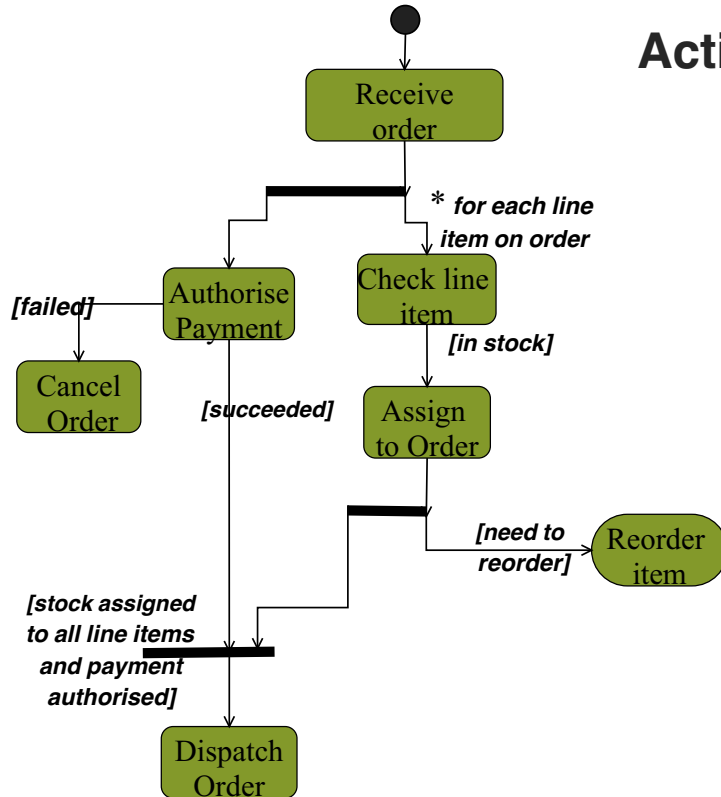 Acti
Receive
order
* for each line
item on order
Authorise
Payment
Check line
item
[failed]
[in stock]
Cancel
Order
[succeeded]
Assign
to Order
[need to
reorder]
Reorder
item
[stock assigned
to all line items
and payment
authorised]
Dispatch
Order